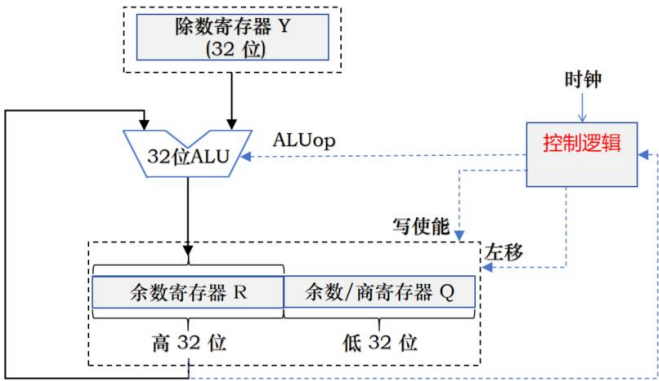 除数寄存器 Y
(32 位)
时钟
32位ALU
ALUop
控制逻辑
写使能
左移
余数寄存器 R
余数/商寄存器 Q
高 32 位
低 32 位